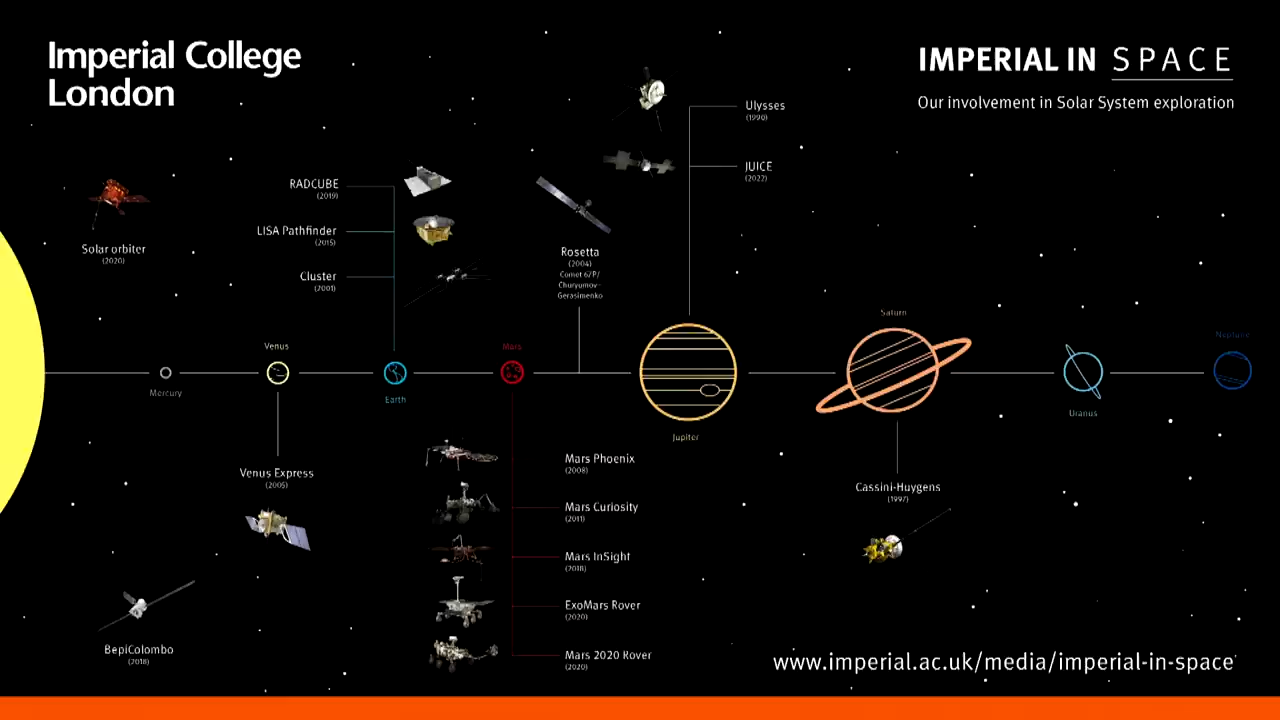 Imperial College
London
IMPERIAL IN SPACE
Our involvement in Solar System exploration
Ulysses
(1990)
JUICE
(2022)
RADCUBE
(2019)
LISA Pathfinder
(2015)
Cluster
(2001)
Solar orbiter
(2020)
Rosetta
(2004)
Comet 67P/
Churyumov-
Gerasimenko
Mercury
Venus
Earth
Mars
Jupiter
Saturn
Uranus
Neptune
Venus Express
(2005)
BepiColombo
(2018)
Mars Phoenix
(2008)
Mars Curiosity
(2011)
Mars InSight
(2018)
ExoMars Rover
(2020)
Mars 2020 Rover
(2020)
Cassini-Huygens
(1997)
www.imperial.ac.uk/media/imperial-in-space